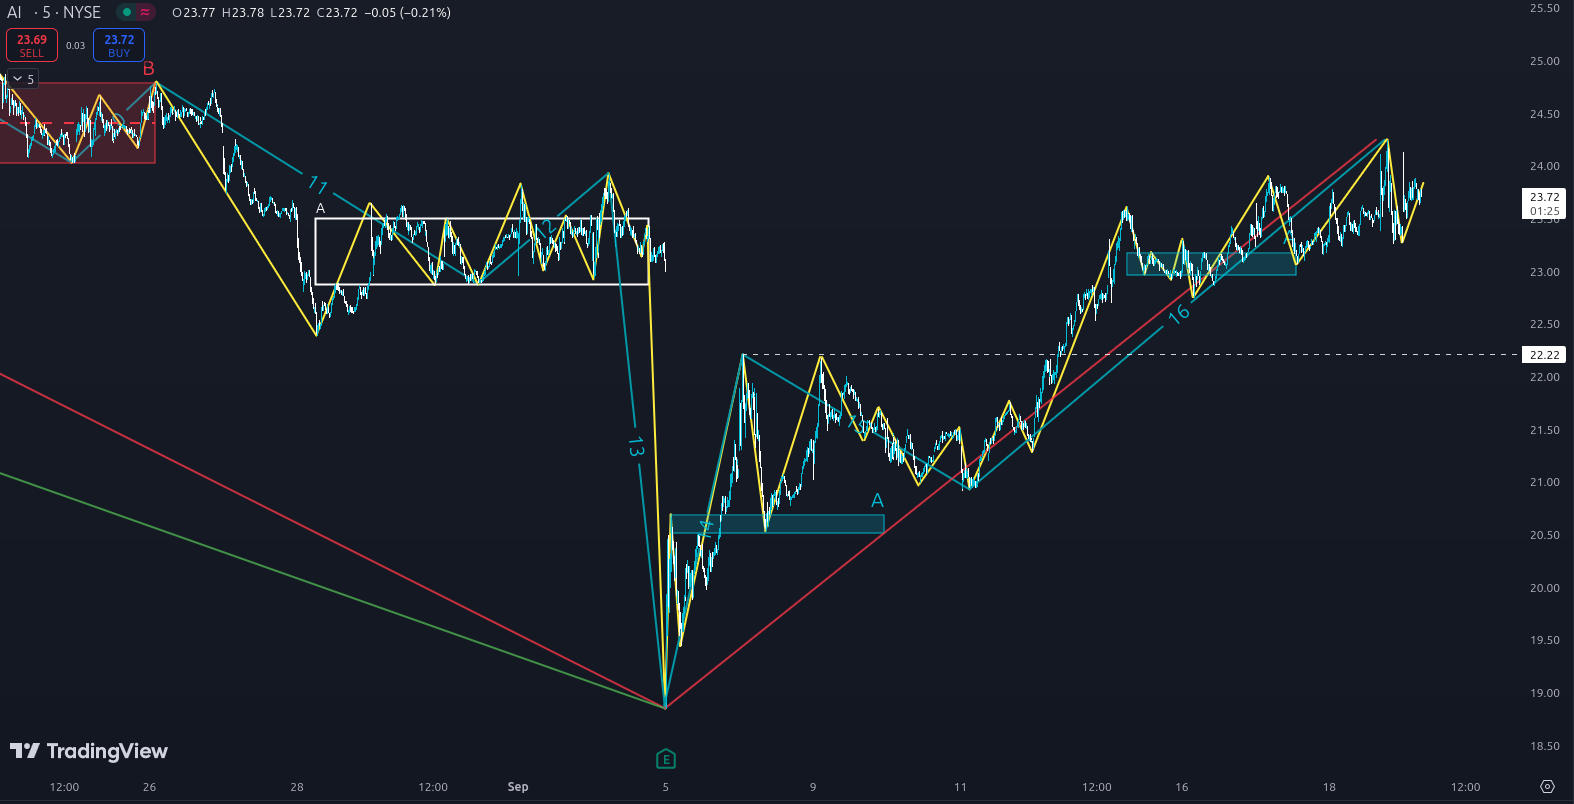 AI · 5 · NYSE O23.77 H23.78 L23.72 C23.72 −0.05 (−0.21%)
23.69 SELL
0.03
23.72 BUY
5
B
11
A
12
13
14
A
16
E
25.50
25.00
24.50
24.00
23.72
01:25
23.50
23.00
22.50
22.22
22.00
21.50
21.00
20.50
20.00
19.50
19.00
18.50
TradingView
12:00 26 28 12:00 Sep 5 9 11 12:00 16 18 12:00